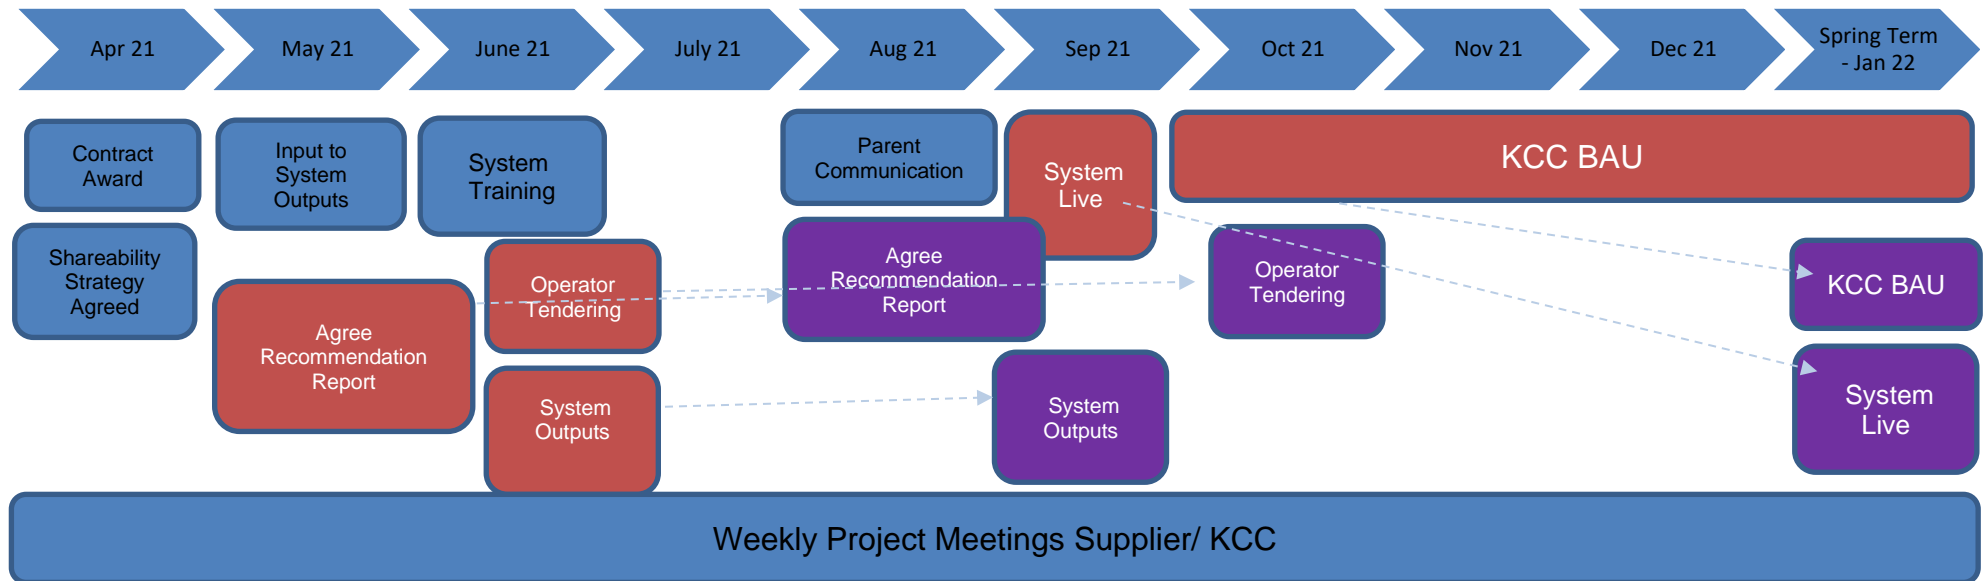 Apr 21
May 21
June 21
July 21
Aug 21
Sep 21
Oct 21
Nov 21
Dec 21
Spring Term
- Jan 22
Contract
Award
Input to
System
Outputs
System
Training
Parent
Communication
System
Live
KCC BAU
Shareability
Strategy
Agreed
Agree
Recommendation
Report
Operator
Tendering
System
Outputs
Agree
Recommendation
Report
System
Outputs
Operator
Tendering
KCC BAU
System
Live
Weekly Project Meetings Supplier/ KCC